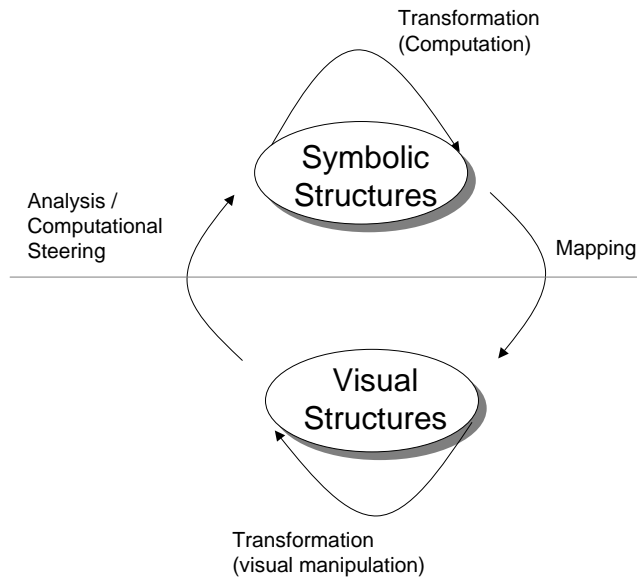 Transformation
(Computation)
Symbolic
Structures
Analysis /
Computational
Steering
Mapping
Visual
Structures
Transformation
(visual manipulation)